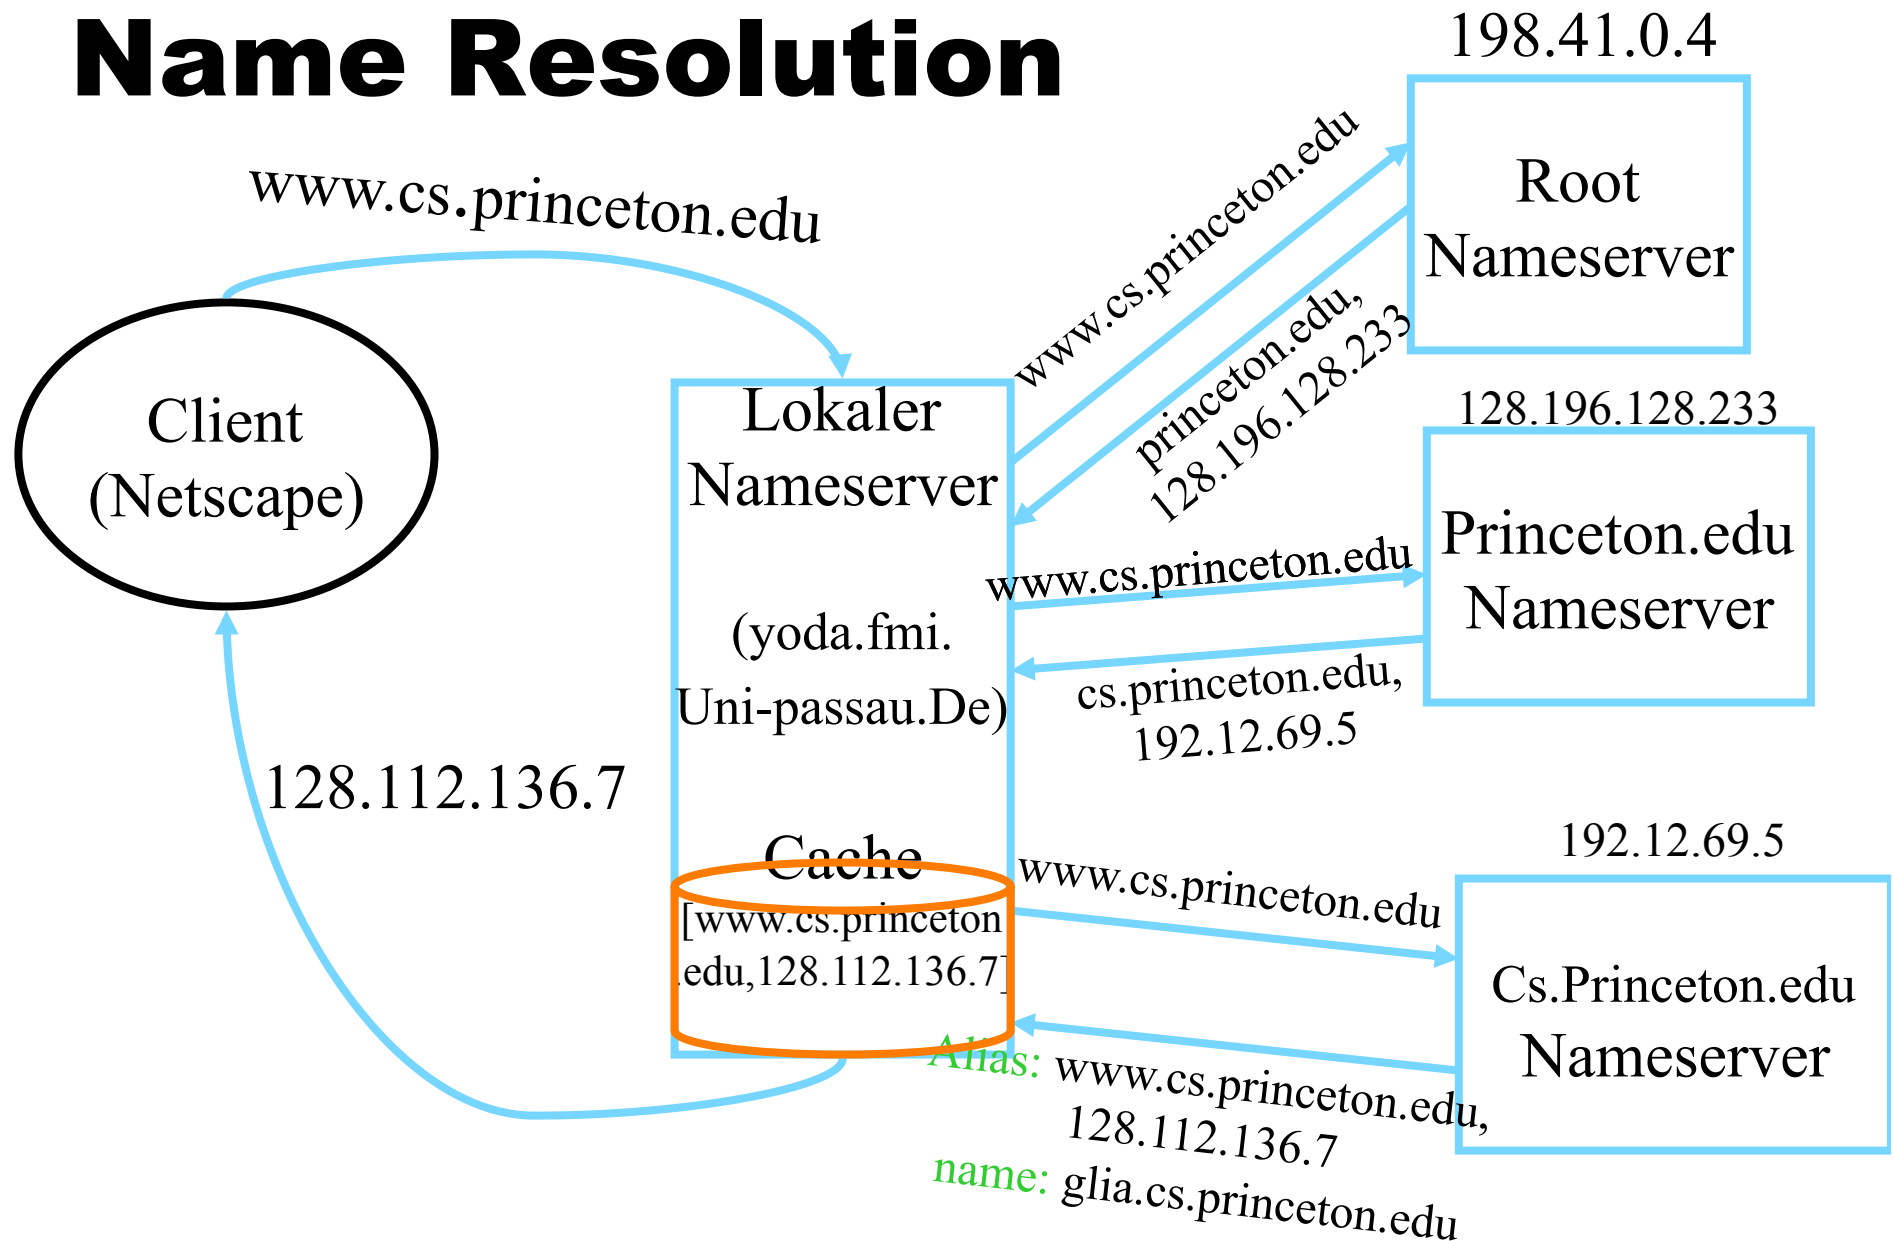 Name Resolution
198.41.0.4
www.cs.princeton.edu
www.cs.princeton.edu
Root
Nameserver
princeton.edu,
128.196.128.233
Client
(Netscape)
Lokaler
Nameserver
(yoda.fmi.
Uni-passau.De)
128.196.128.233
Princeton.edu
Nameserver
www.cs.princeton.edu
cs.princeton.edu,
192.12.69.5
128.112.136.7
Cache
[www.cs.princeton
.edu,128.112.136.7]
192.12.69.5
www.cs.princeton.edu
Cs.Princeton.edu
Nameserver
Alias: www.cs.princeton.edu,
128.112.136.7
name: glia.cs.princeton.edu